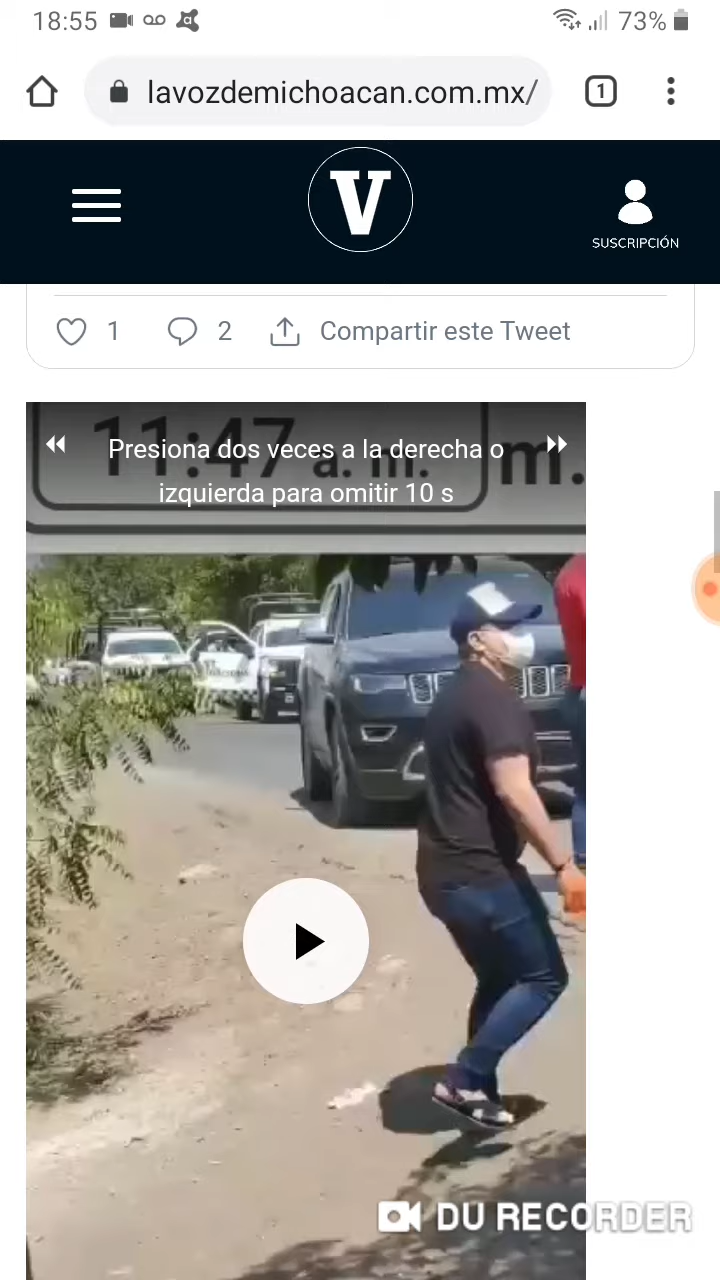 18:55
73%
lavozdemichoacan.com.mx/
1
V
SUSCRIPCIÓN
1
2
Compartir este Tweet
11:47 a. m.
m.
Presiona dos veces a la derecha o
izquierda para omitir 10 s
DU RECORDER